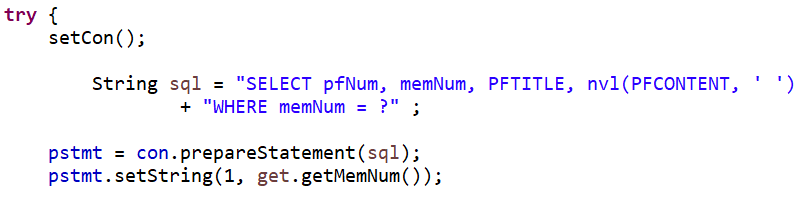 try {
setCon();
String sql = "SELECT pfNum, memNum, PFTITLE, nvl(PFCONTENT, ' ')
+ "WHERE memNum = ?" ;
pstmt = con.prepareStatement(sql);
pstmt.setString(1, get.getMemNum());